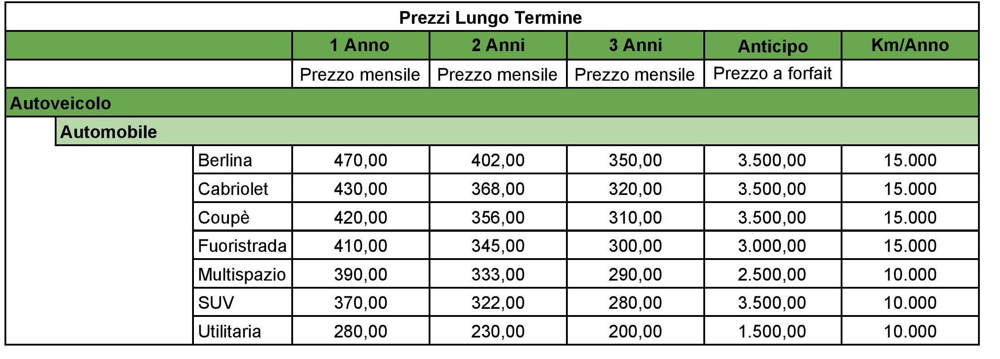 Prezzi Lungo Termine
1 Anno 2 Anni 3 Anni Anticipo Km/Anno
Prezzo mensile Prezzo mensile Prezzo mensile Prezzo a forfait
Autoveicolo
Automobile
Berlina 470,00 402,00 350,00 3.500,00 15.000
Cabriolet 430,00 368,00 320,00 3.500,00 15.000
Coupè 420,00 356,00 310,00 3.500,00 15.000
Fuoristrada 410,00 345,00 300,00 3.000,00 15.000
Multispazio 390,00 333,00 290,00 2.500,00 10.000
SUV 370,00 322,00 280,00 3.500,00 10.000
Utilitaria 280,00 230,00 200,00 1.500,00 10.000